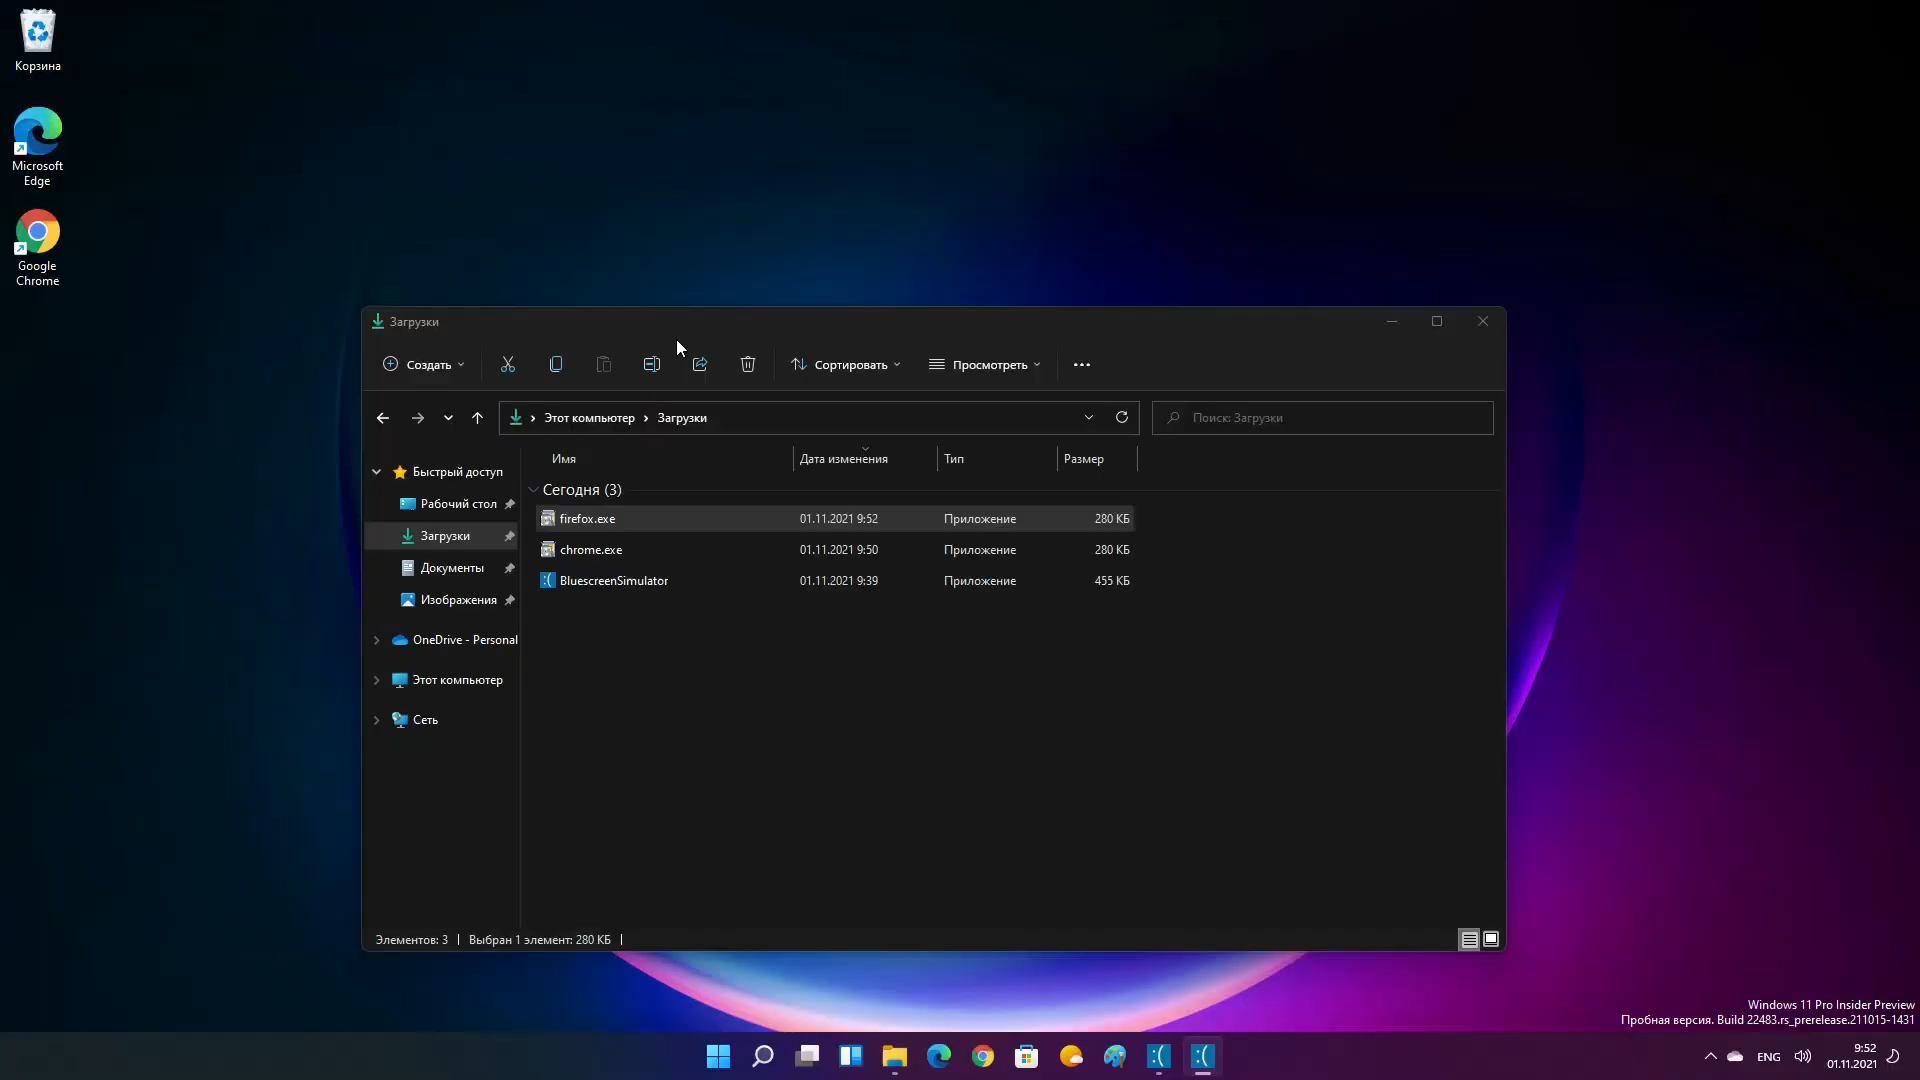 Корзина
Microsoft
Edge
Google
Chrome
Загрузки
Создать
Сортировать
Просмотреть
Этот компьютер
Загрузки
Поиск: Загрузки
Имя
Дата изменения
Тип
Размер
Быстрый доступ
Рабочий стол
Загрузки
Документы
Изображения
OneDrive - Personal
Этот компьютер
Сеть
Сегодня (3)
firefox.exe 01.11.2021 9:52 Приложение 280 КБ
chrome.exe 01.11.2021 9:50 Приложение 280 КБ
BluescreenSimulator 01.11.2021 9:39 Приложение 455 КБ
Элементов: 3 Выбран 1 элемент: 280 КБ
Windows 11 Pro Insider Preview
Пробная версия. Build 22483.rs_prerelease.211015-1431
ENG
9:52
01.11.2021